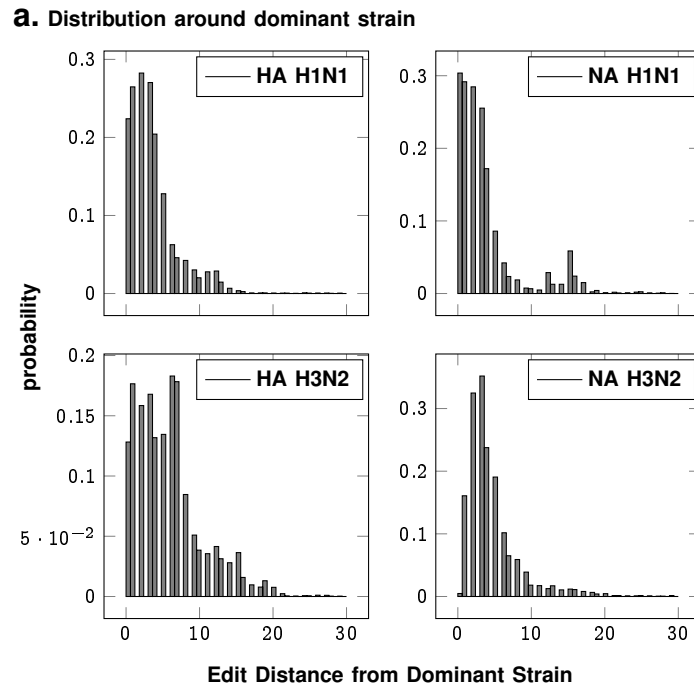 a. Distribution around dominant strain
0.3
0.2
0.1
0
HA H1N1
0.3
0.2
0.1
0
NA H1N1
probability
0.2
0.15
0.1
5 · 10−2
0
HA H3N2
0 10 20 30
0.3
0.2
0.1
0
NA H3N2
0 10 20 30
Edit Distance from Dominant Strain